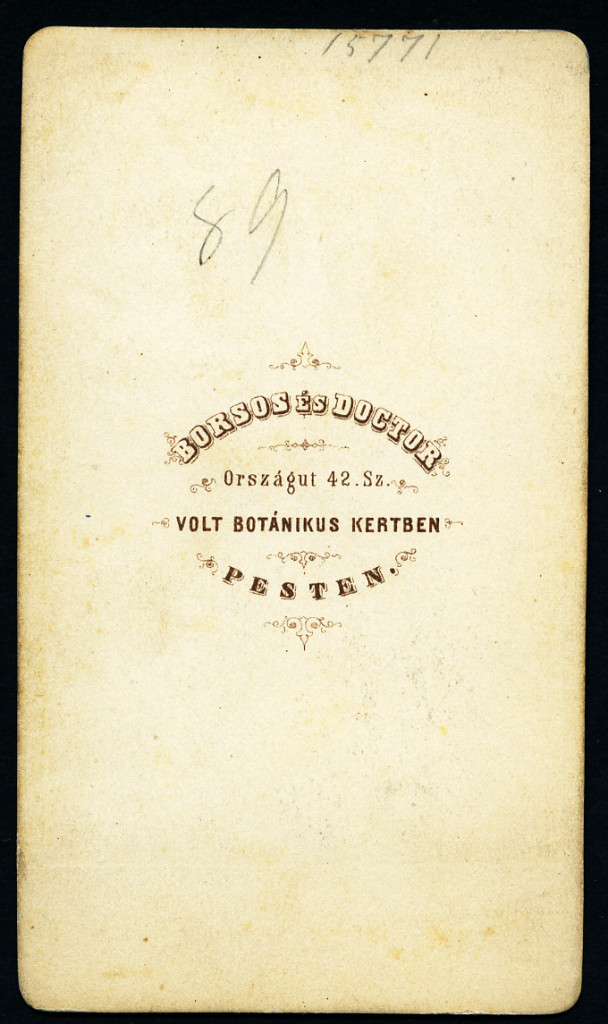 15771
89
BORSOS ÉS DOCTOR
Országut 42. Sz.
VOLT BOTÁNIKUS KERTBEN
PESTEN.